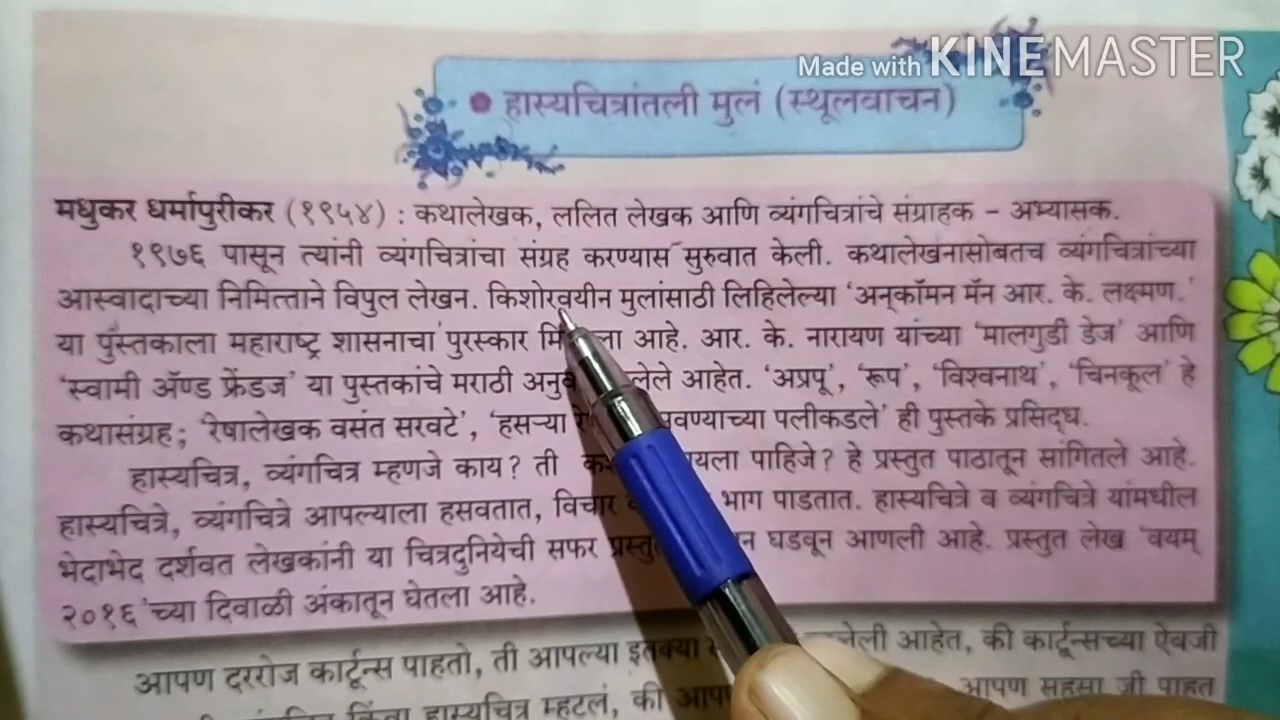 Made with KINEMASTER
• हास्यचित्रांतली मुलं (स्थूलवाचन)
मधुकर धर्मापुरीकर (१९५४) : कथालेखक, ललित लेखक आणि व्यंगचित्रांचे संग्राहक – अभ्यासक.
१९७६ पासून त्यांनी व्यंगचित्रांचा संग्रह करण्यास सुरुवात केली. कथालेखनासोबतच व्यंगचित्रांच्या
आस्वादाच्या निमित्ताने विपुल लेखन. किशोरवयीन मुलांसाठी लिहिलेल्या ‘अन्कॉमन मॅन आर. के. लक्ष्मण.’
या पुस्तकाला महाराष्ट्र शासनाचा पुरस्कार आहे. आर. के. नारायण यांच्या ‘मालगुडी डेज’ आणि
‘स्वामी ॲण्ड फ्रेंडज’ या पुस्तकांचे मराठी आहेत. ‘अप्रपू’, ‘रूप’, ‘विश्वनाथ’, ‘चिनकूल’ हे
कथासंग्रह; ‘रेषालेखक वसंत सरवटे’, ‘हसऱ्या पलीकडले’ ही पुस्तके प्रसिद्ध.
हास्यचित्र, व्यंगचित्र म्हणजे काय? ती पाहिजे? हे प्रस्तुत पाठातून सांगितले आहे.
हास्यचित्रे, व्यंगचित्रे आपल्याला हसवतात, विचार भाग पाडतात. हास्यचित्रे व व्यंगचित्रे यांमधील
भेदाभेद दर्शवत लेखकांनी या चित्रदुनियेची सफर घडवून आणली आहे. प्रस्तुत लेख ‘वयम्
२०१६’च्या दिवाळी अंकातून घेतला आहे.
आपण दररोज कार्टून्स पाहतो, ती आपल्या इतक्या आहेत, की कार्टून्सच्या ऐवजी
किंवा हास्यचित्र म्हटलं, की आपण सहसा जी पाहत